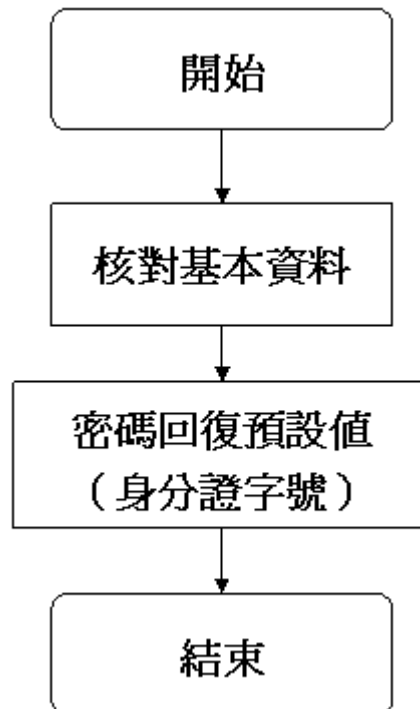 開始
核對基本資料
密碼回復預設值
（身分證字號）
結束